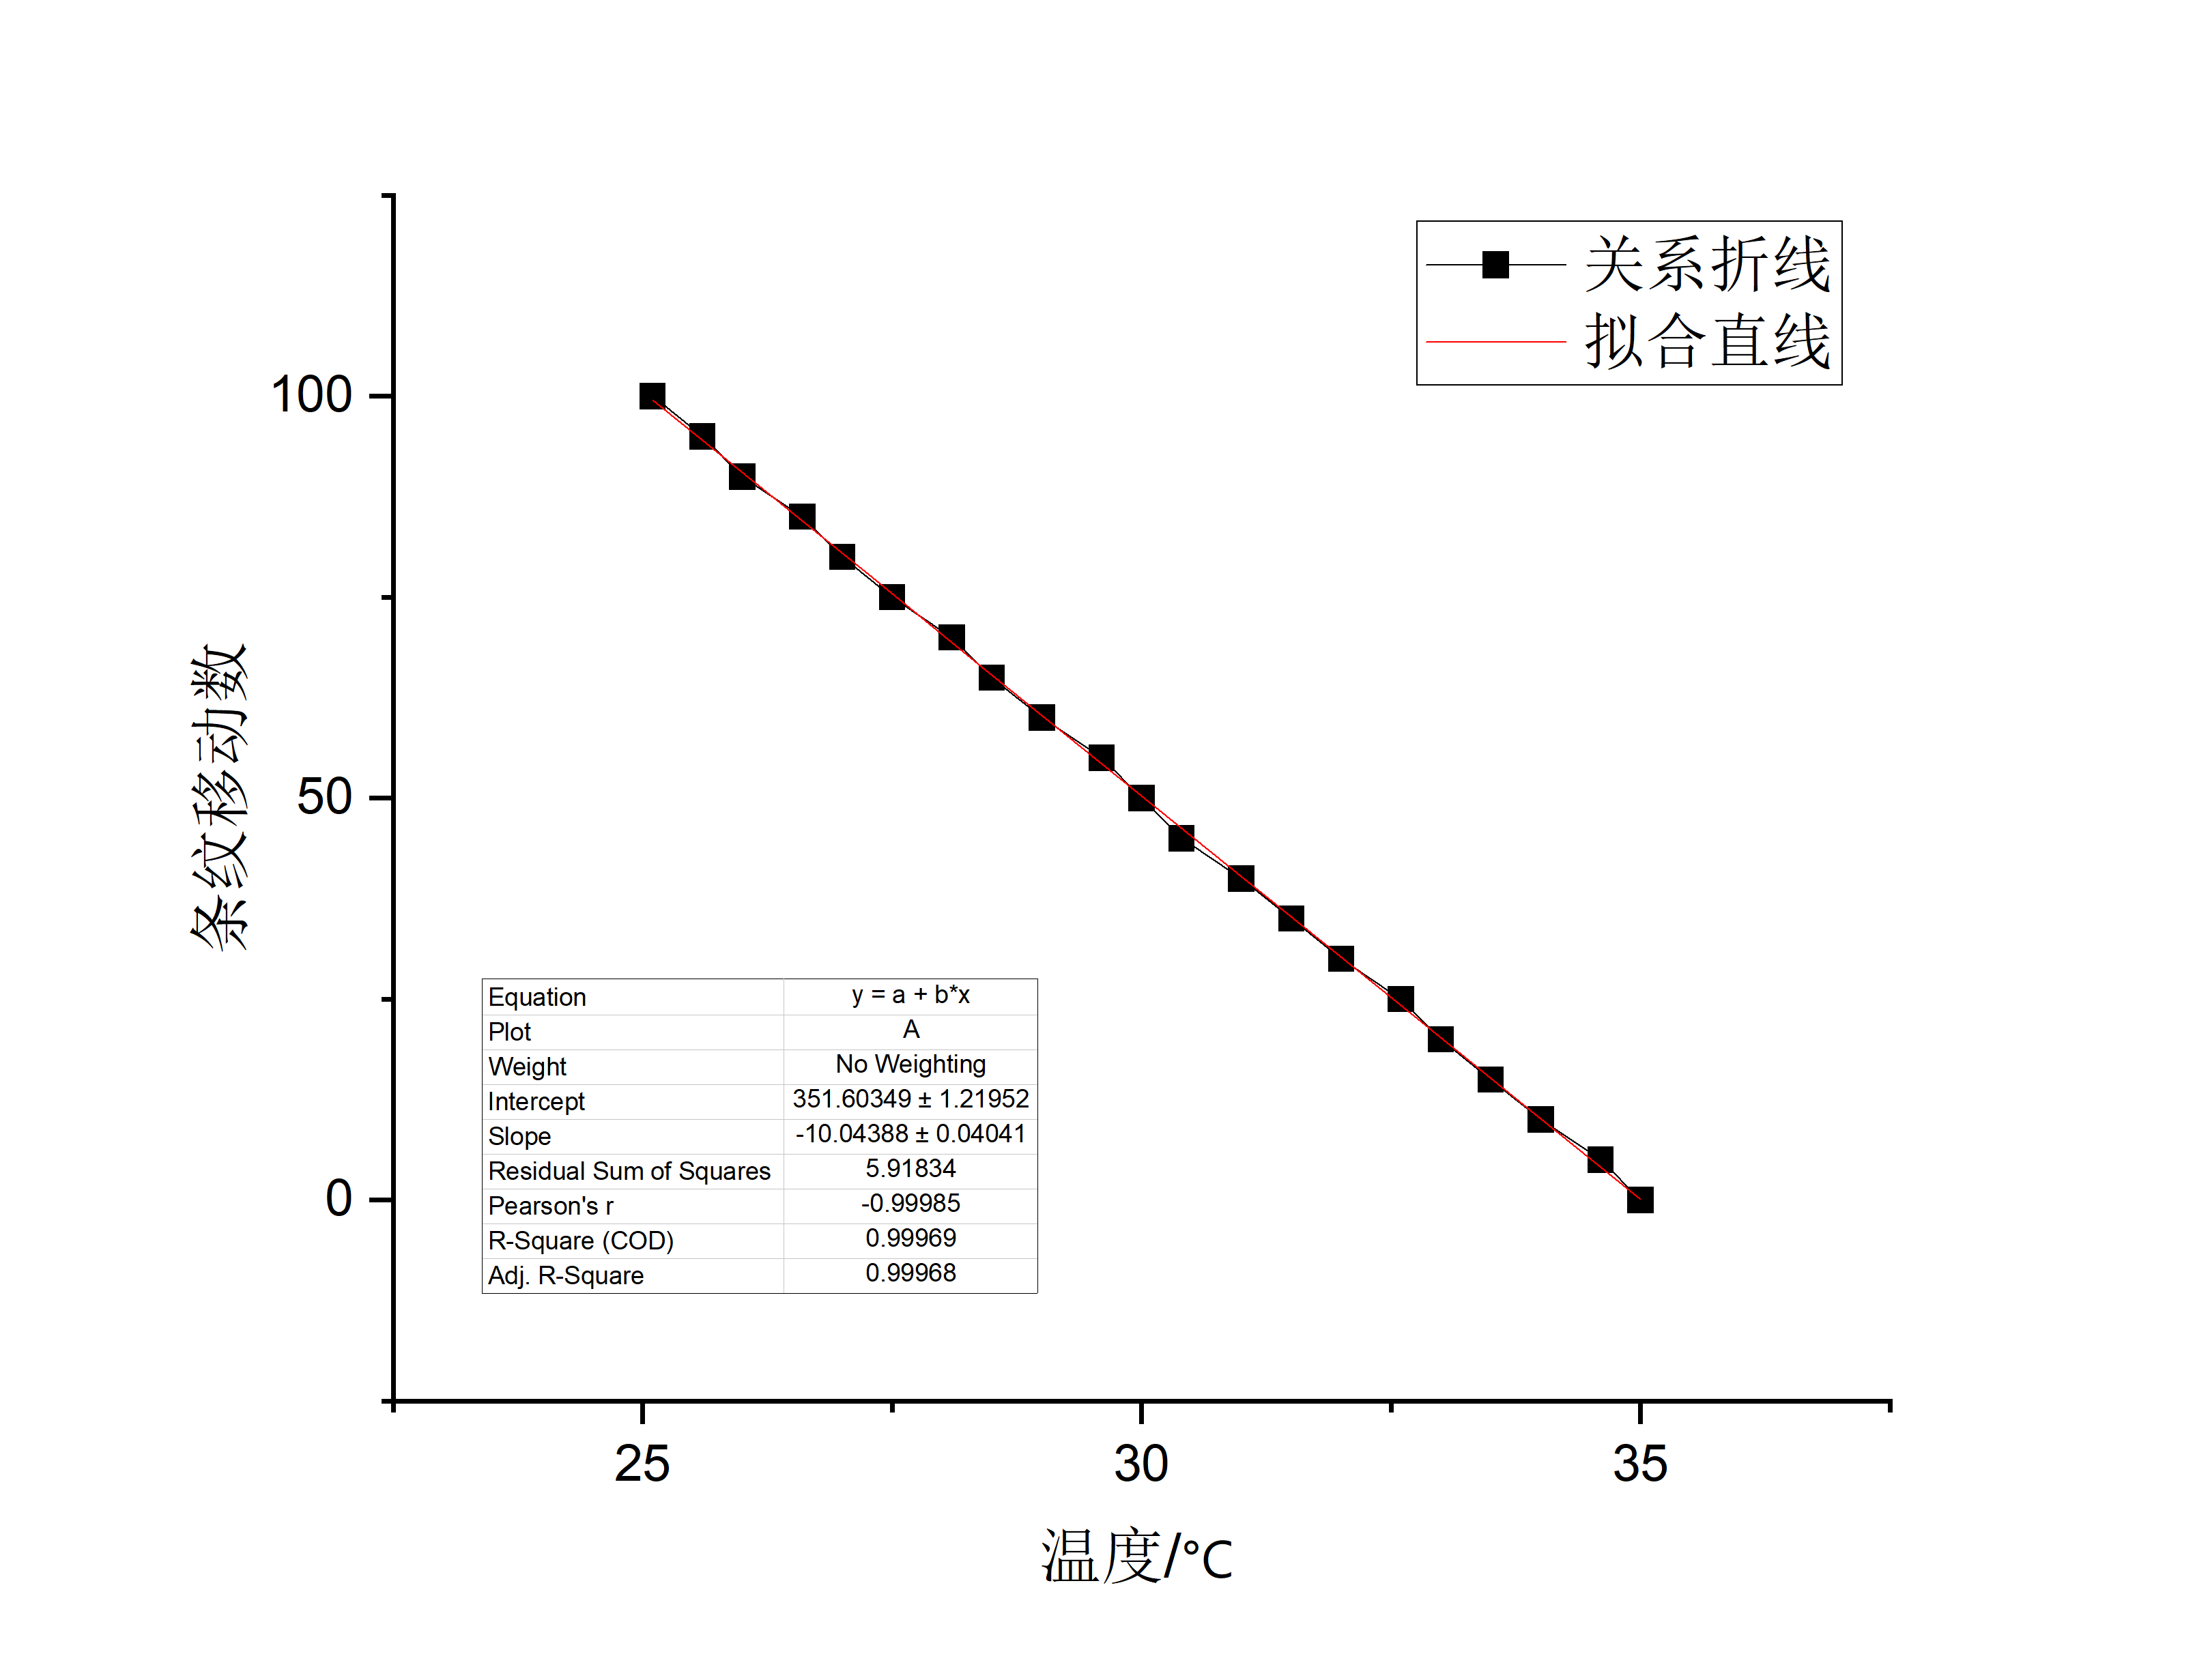 关系折线
拟合直线
100
50
0
条纹移动数
Equation y = a + b*x
Plot A
Weight No Weighting
Intercept 351.60349 ± 1.21952
Slope -10.04388 ± 0.04041
Residual Sum of Squares 5.91834
Pearson's r -0.99985
R-Square (COD) 0.99969
Adj. R-Square 0.99968
25 30 35
温度/°C